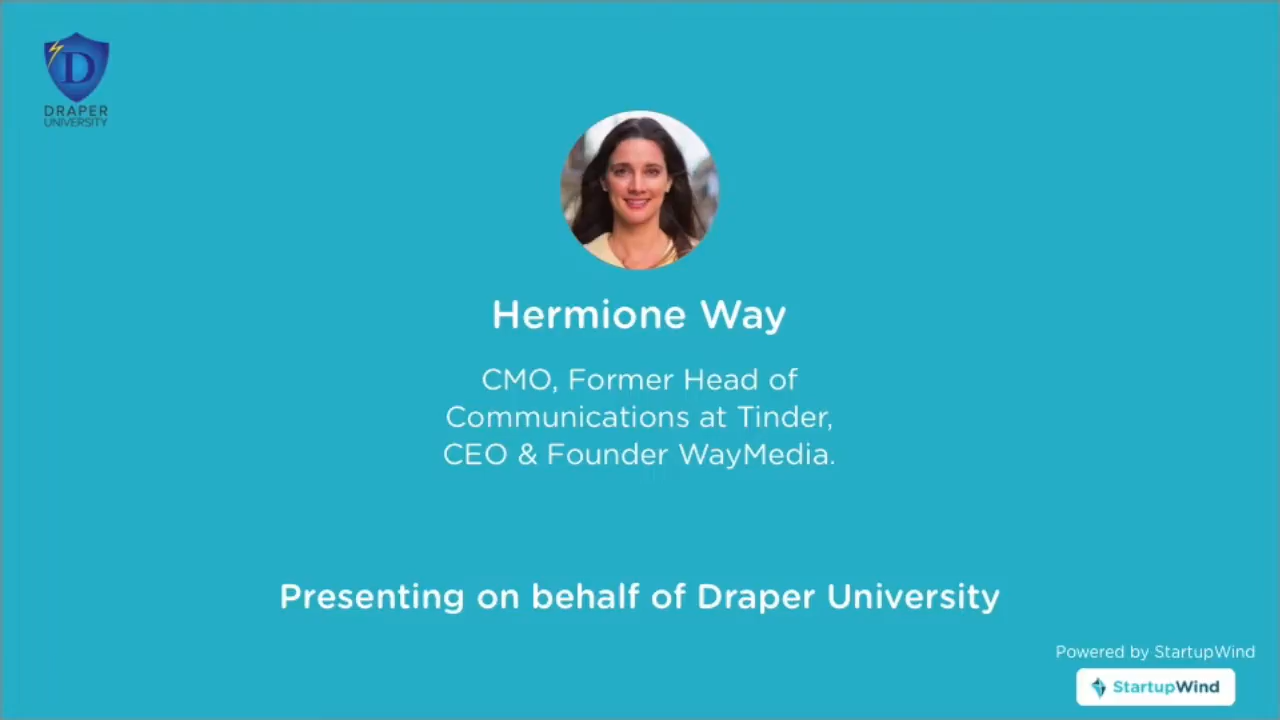 D
DRAPER
UNIVERSITY
Hermione Way
CMO, Former Head of
Communications at Tinder,
CEO & Founder WayMedia.
Presenting on behalf of Draper University
Powered by StartupWind
StartupWind